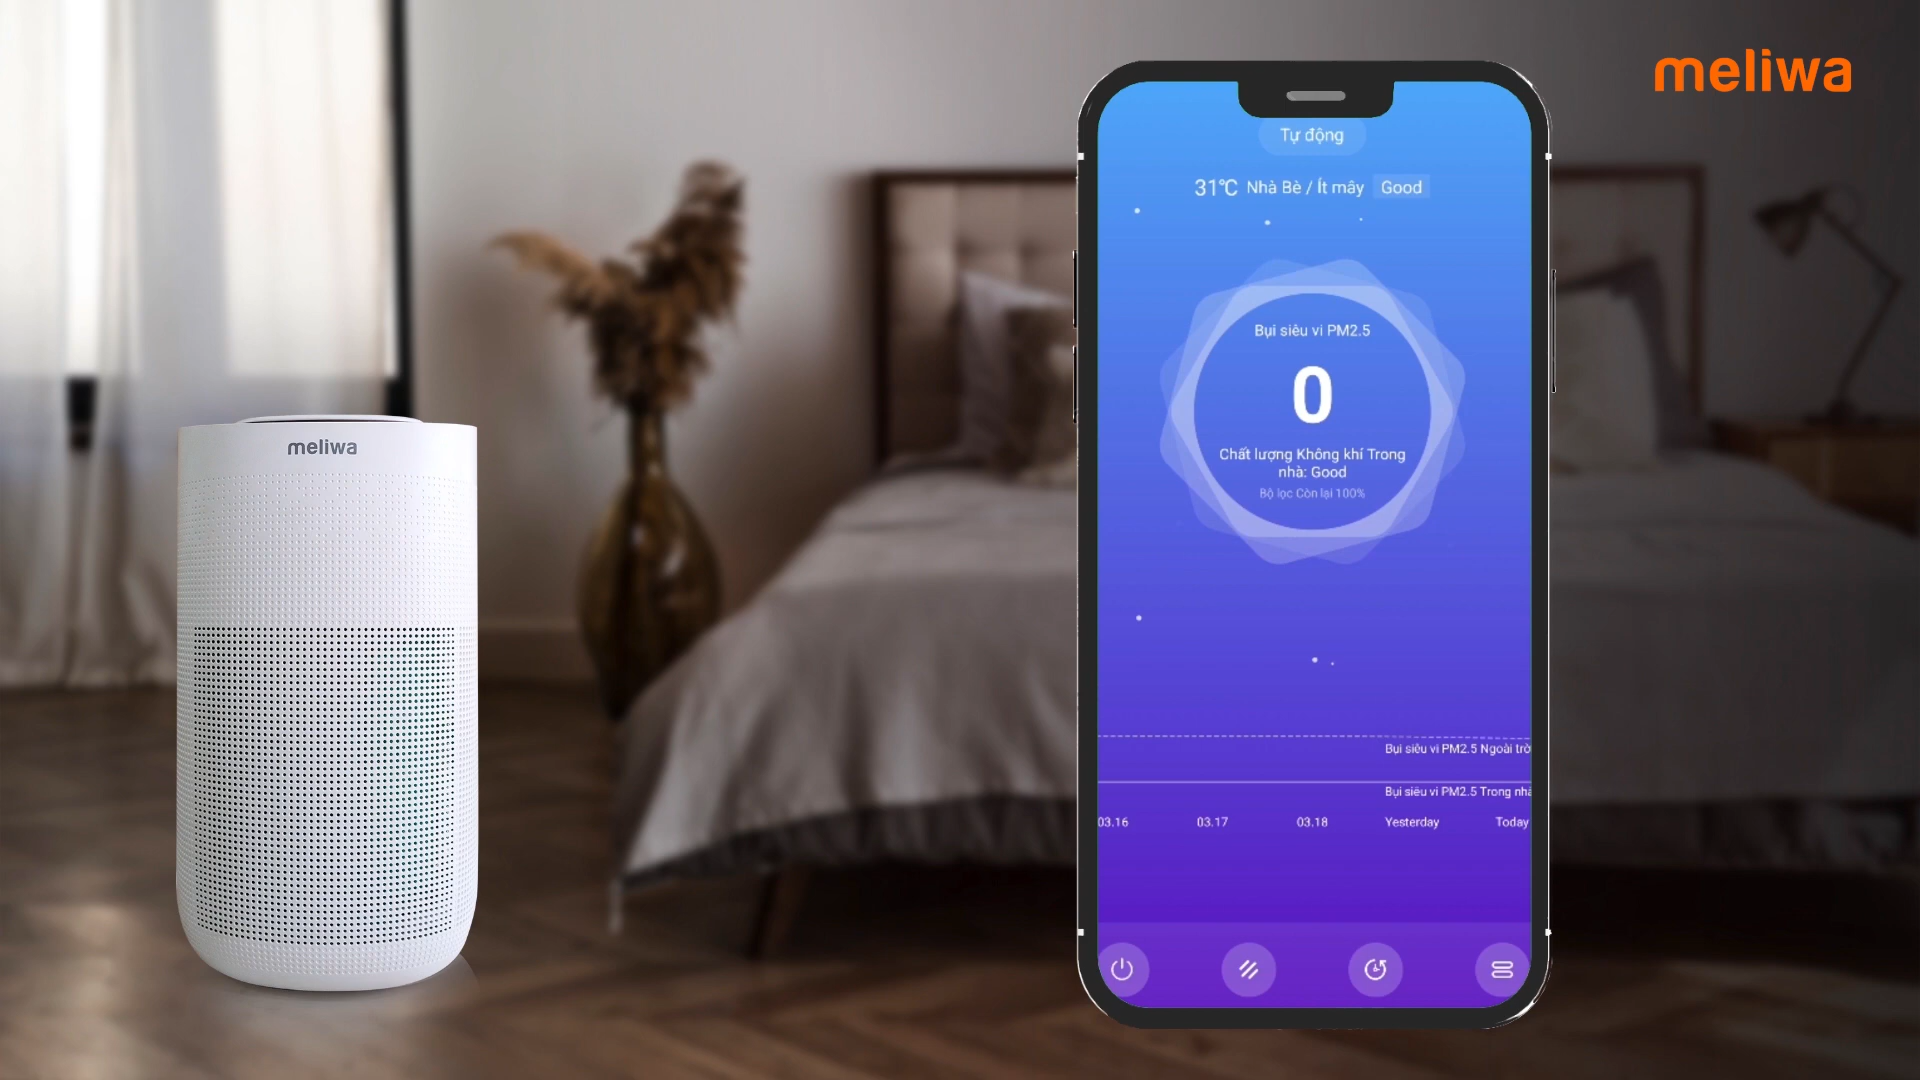 meliwa
meliwa
Tự động
31°C Nhà Bè / Ít mây Good
Bụi siêu vi PM2.5
0
Chất lượng Không khí Trong
nhà: Good
Bộ lọc Còn lại 100%
Bụi siêu vi PM2.5 Ngoài trờ
Bụi siêu vi PM2.5 Trong nhà
03.16 03.17 03.18 Yesterday Today